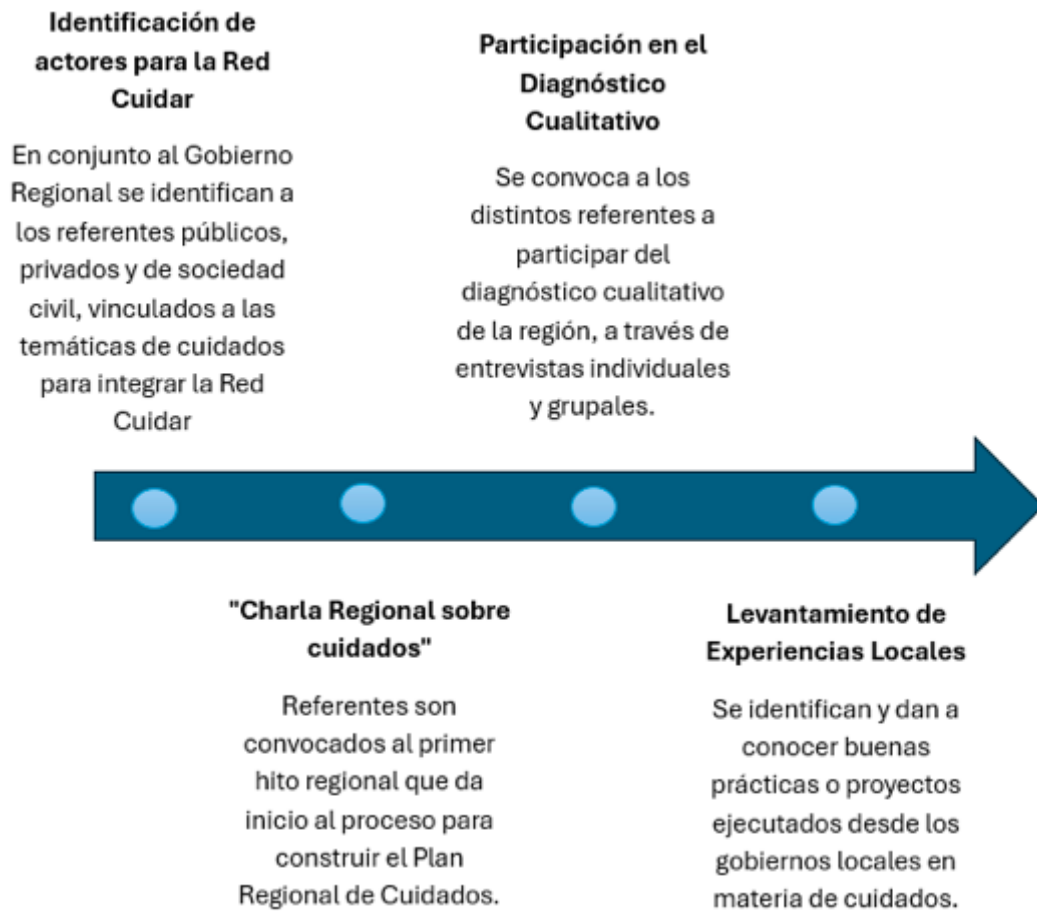 Identificación de
actores para la Red
Cuidar
En conjunto al Gobierno
Regional se identifican a
los referentes públicos,
privados y de sociedad
civil, vinculados a las
temáticas de cuidados
para integrar la Red
Cuidar
"Charla Regional sobre
cuidados"
Referentes son
convocados al primer
hito regional que da
inicio al proceso para
construir el Plan
Regional de Cuidados.
Participación en el
Diagnóstico
Cualitativo
Se convoca a los
distintos referentes a
participar del
diagnóstico cualitativo
de la región, a través de
entrevistas individuales
y grupales.
Levantamiento de
Experiencias Locales
Se identifican y dan a
conocer buenas
prácticas o proyectos
ejecutados desde los
gobiernos locales en
materia de cuidados.